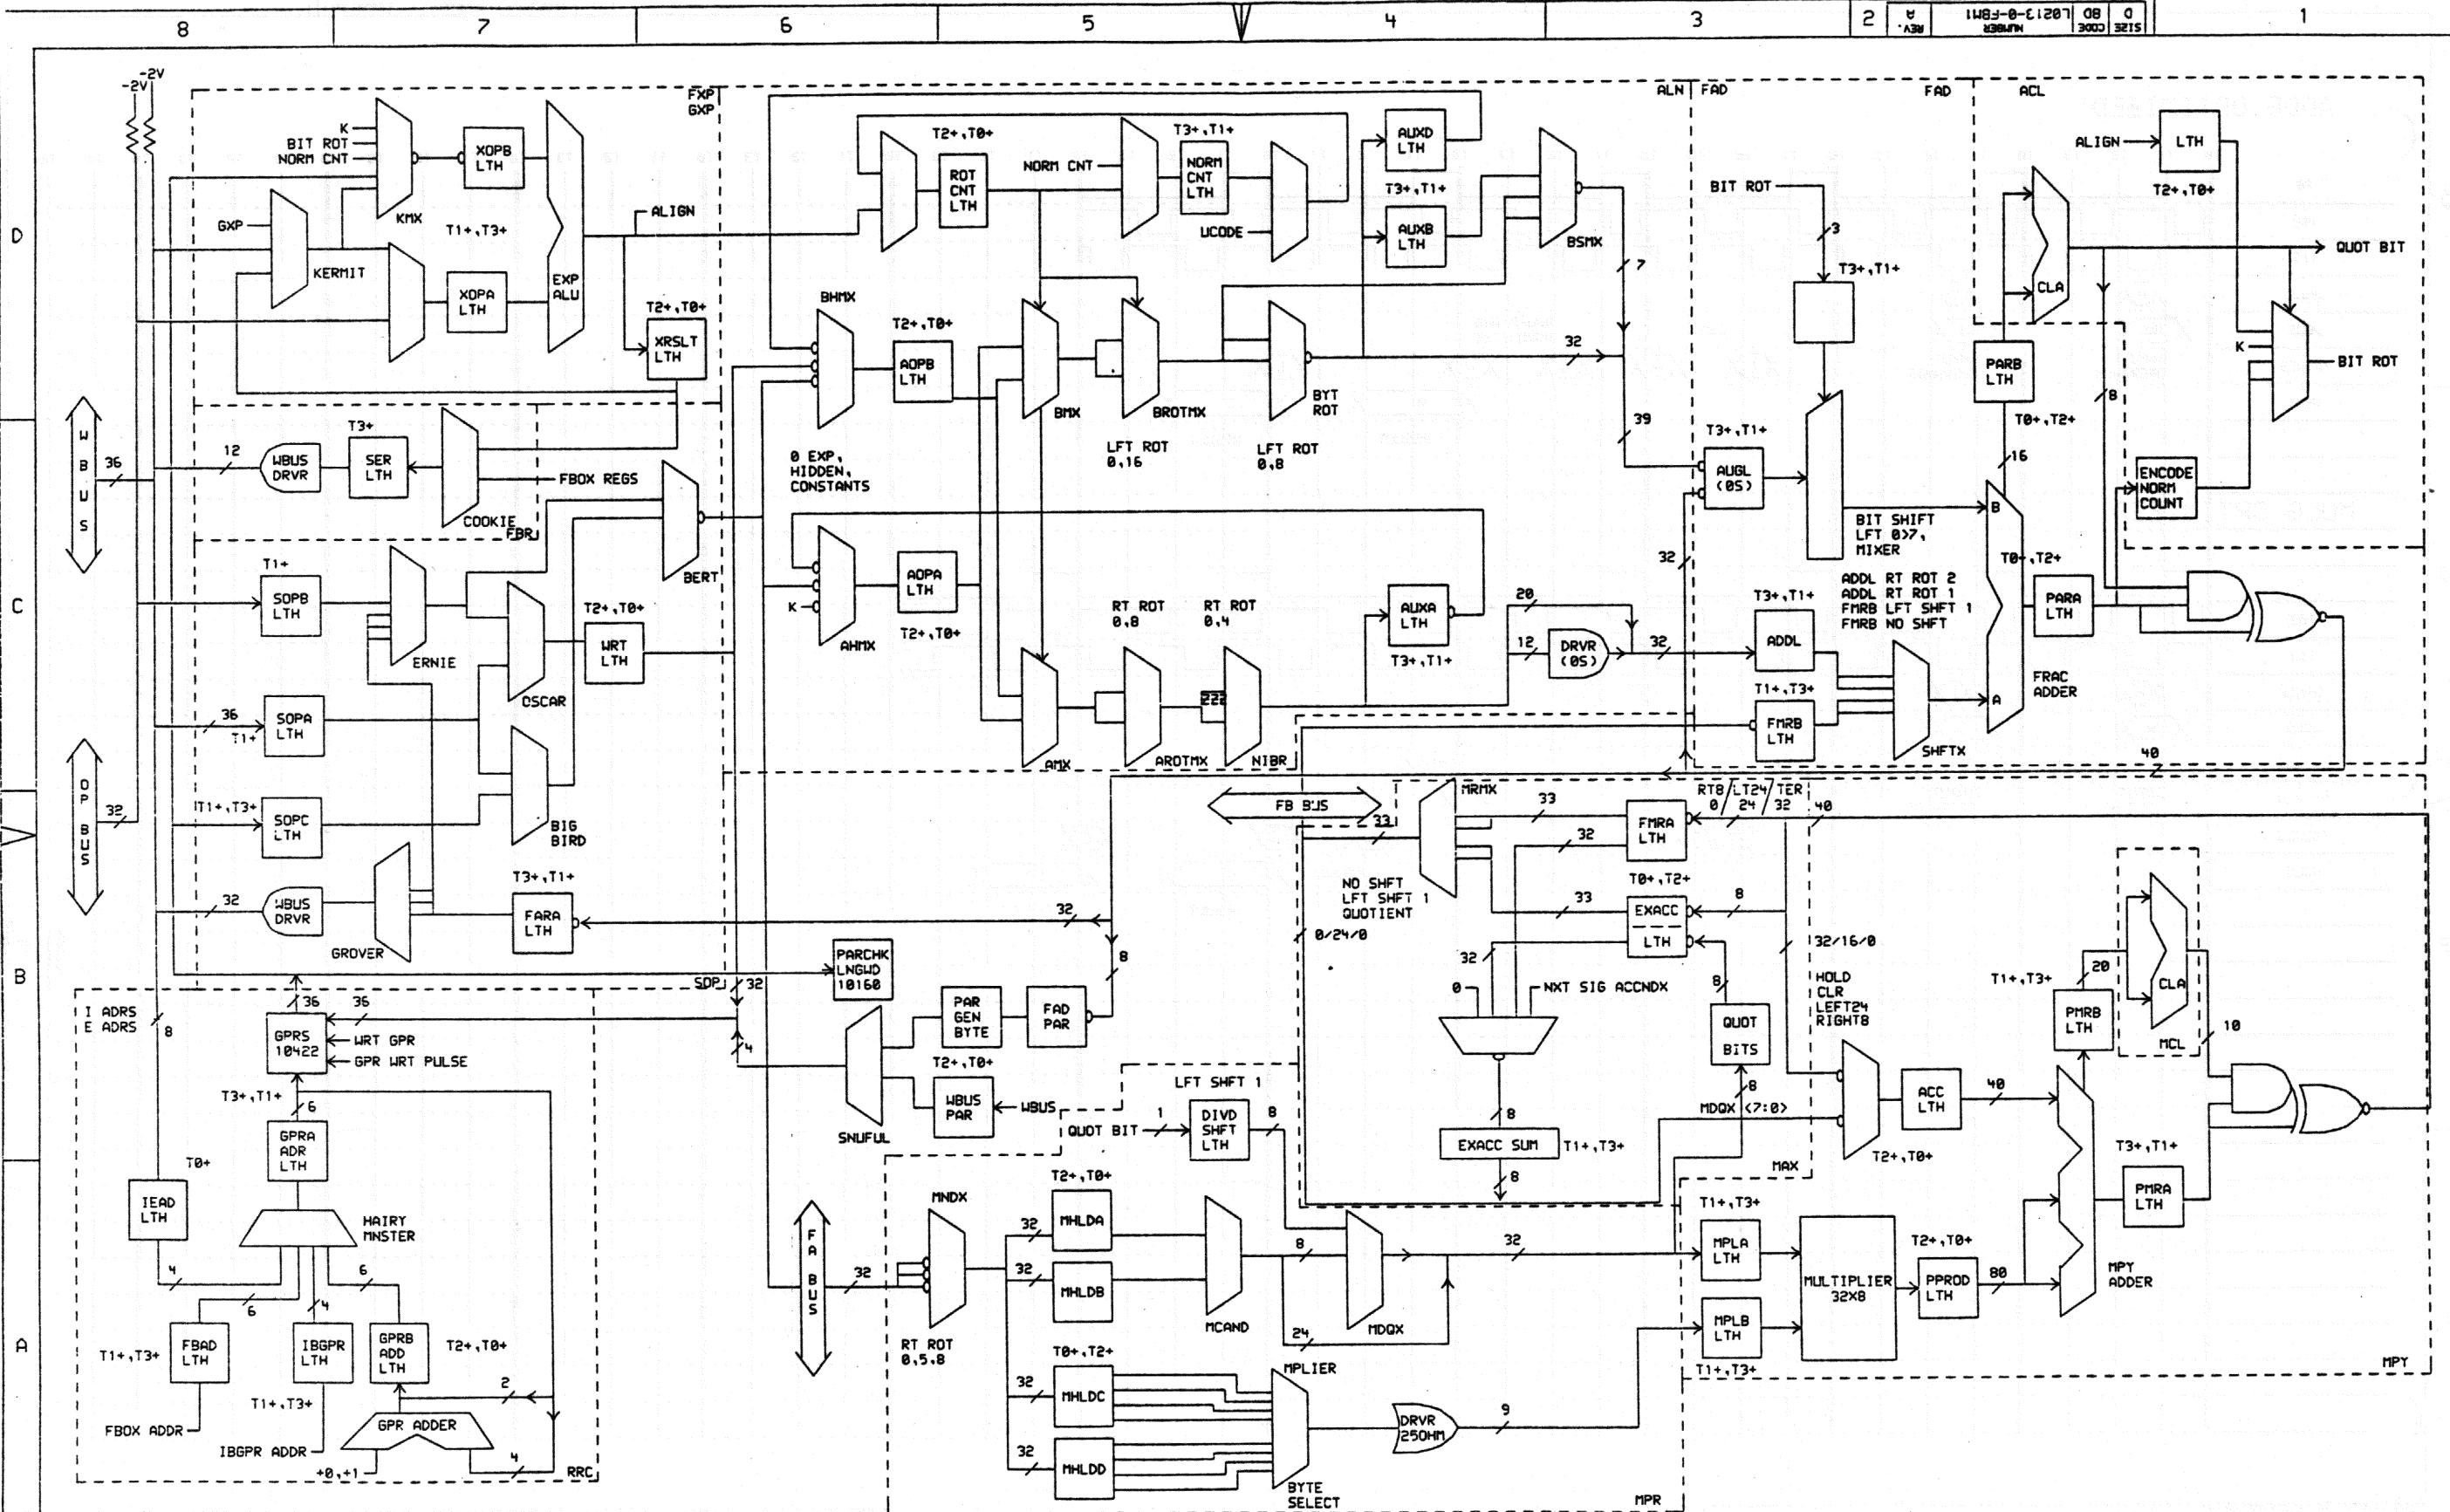 8 7 6 5 4 3 2 1
REV. A
NUMBER L0213-0-FBM1
CODE BD
SIZE D
D
C
B
A
-2V
-2V
FXP
GXP
K
BIT ROT
NORM CNT
KMX
XOPB
LTH
GXP
KERMIT
T1+,T3+
XOPA
LTH
EXP
ALU
ALIGN
T2+,T0+
XRSLT
LTH
W
B
U
S
36
12
WBUS
DRVR
T3+
SER
LTH
COOKIE
FBOX REGS
FBR
T1+
SOPB
LTH
ERNIE
OSCAR
T2+,T0+
WRT
LTH
BERT
36
T1+
SOPA
LTH
O
P
B
U
S
32
T1+,T3+
SOPC
LTH
BIG
BIRD
32
WBUS
DRVR
GROVER
T3+,T1+
FARA
LTH
SOP
ALN
T2+,T0+
ROT
CNT
LTH
NORM CNT
T3+,T1+
NORM
CNT
LTH
UCODE
AUXD
LTH
T3+,T1+
AUXB
LTH
BSMX
7
BHMX
0 EXP,
HIDDEN,
CONSTANTS
T2+,T0+
AOPB
LTH
BMX
BROTMX
LFT ROT
0,16
BYT
ROT
LFT ROT
0,8
32
39
K
AHMX
AOPA
LTH
T2+,T0+
AMX
RT ROT
0,8
AROTMX
RT ROT
0,4
222
NIBR
AUXA
LTH
T3+,T1+
20
12
DRVR
(0S)
32
32
FAD
FAD
BIT ROT
3
T3+,T1+
T3+,T1+
AUGL
(0S)
BIT SHIFT
LFT 0>7,
MIXER
ADDL RT ROT 2
ADDL RT ROT 1
FMRB LFT SHFT 1
FMRB NO SHFT
T3+,T1+
ADDL
T1+,T3+
FMRB
LTH
SHFTX
B
A
FRAC
ADDER
T0+,T2+
PARA
LTH
40
ACL
ALIGN
LTH
T2+,T0+
CLA
QUOT BIT
PARB
LTH
T0+,T2+
16
8
K
BIT ROT
ENCODE
NORM
COUNT
FB BUS
33
MRMX
33
32
FMRA
LTH
RT8/LT24/TER
0 / 24 / 32
40
NO SHFT
LFT SHFT 1
QUOTIENT
T0+,T2+
33
EXACC
LTH
8
32
0/24/0
0
NXT SIG ACCNDX
8
QUOT
BITS
8
MDQX <7:0>
8
EXACC SUM
T1+,T3+
8
MAX
32/16/0
HOLD
CLR
LEFT24
RIGHT8
ACC
LTH
T2+,T0+
40
T1+,T3+
PMRB
LTH
20
CLA
MCL
10
T3+,T1+
PMRA
LTH
MPY
ADDER
32
8
PARCHK
LNGWD
10160
32
4
PAR
GEN
BYTE
FAD
PAR
T2+,T0+
WBUS
PAR
WBUS
SNUFUL
I ADRS
E ADRS
8
36
36
GPRS
10422
WRT GPR
GPR WRT PULSE
T3+,T1+
6
GPRA
ADR
LTH
T0+
IEAD
LTH
HAIRY
MNSTER
4
6
4
6
T1+,T3+
FBAD
LTH
IBGPR
LTH
GPRB
ADD
LTH
T2+,T0+
T1+,T3+
2
FBOX ADDR
IBGPR ADDR
GPR ADDER
+0,+1
4
RRC
F
A
B
U
S
32
MNDX
RT ROT
0,5.8
LFT SHFT 1
QUOT BIT
1
DIVD
SHFT
LTH
8
T2+,T0+
32
MHLDA
32
MHLDB
MCAND
8
24
MDQX
32
T0+,T2+
32
MHLDC
32
MHLDD
MPLIER
BYTE
SELECT
DRVR
25OHM
9
MPR
T1+,T3+
MPLA
LTH
MPLB
LTH
T1+,T3+
MULTIPLIER
32X8
T2+,T0+
PPROD
LTH
80
MPY